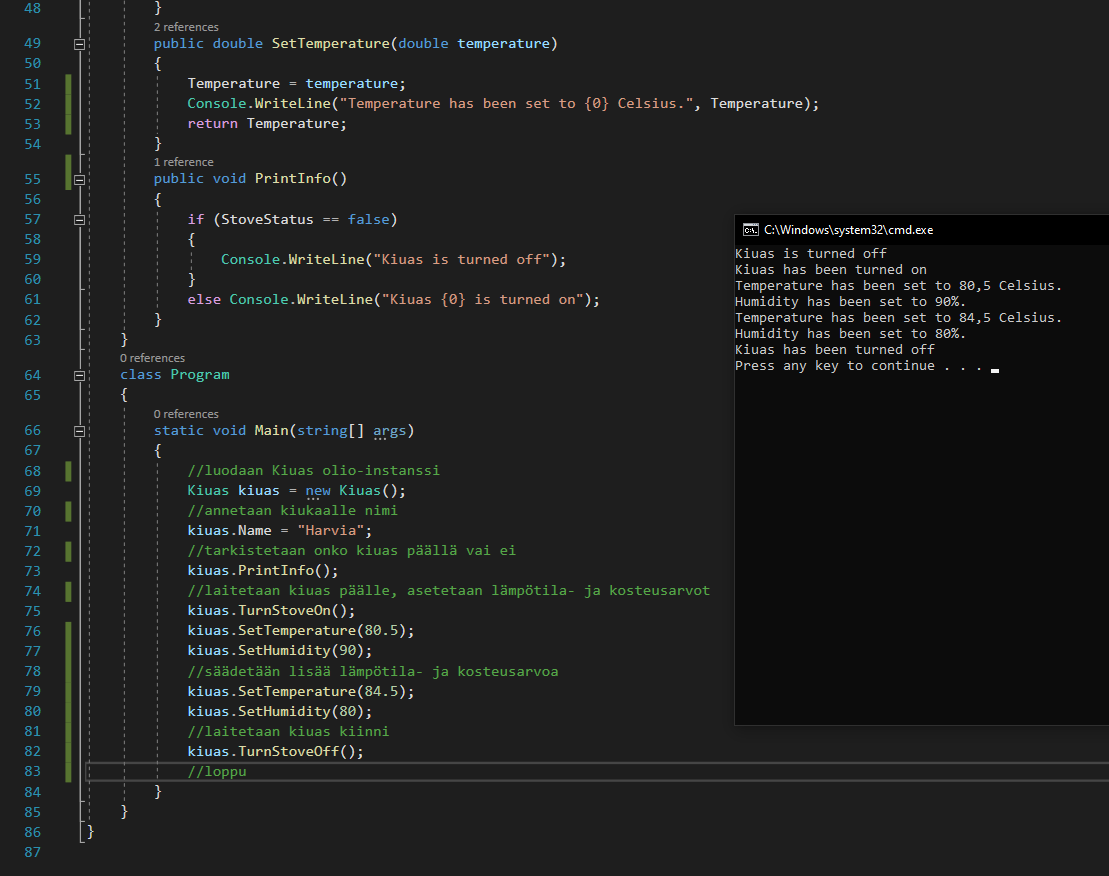 48 }
2 references
49 public double SetTemperature(double temperature)
50 {
51 Temperature = temperature;
52 Console.WriteLine("Temperature has been set to {0} Celsius.", Temperature);
53 return Temperature;
54 }
1 reference
55 public void PrintInfo()
56 {
57 if (StoveStatus == false)
58 {
59 Console.WriteLine("Kiuas is turned off");
60 }
61 else Console.WriteLine("Kiuas {0} is turned on");
62 }
63 }
0 references
64 class Program
65 {
0 references
66 static void Main(string[] args)
67 {
68 //luodaan Kiuas olio-instanssi
69 Kiuas kiuas = new Kiuas();
70 //annetaan kiukaalle nimi
71 kiuas.Name = "Harvia";
72 //tarkistetaan onko kiuas päällä vai ei
73 kiuas.PrintInfo();
74 //laitetaan kiuas päälle, asetetaan lämpötila- ja kosteusarvot
75 kiuas.TurnStoveOn();
76 kiuas.SetTemperature(80.5);
77 kiuas.SetHumidity(90);
78 //säädetään lisää lämpötila- ja kosteusarvoa
79 kiuas.SetTemperature(84.5);
80 kiuas.SetHumidity(80);
81 //laitetaan kiuas kiinni
82 kiuas.TurnStoveOff();
83 //loppu
84 }
85 }
86 }
87
C:\Windows\system32\cmd.exe
Kiuas is turned off
Kiuas has been turned on
Temperature has been set to 80,5 Celsius.
Humidity has been set to 90%.
Temperature has been set to 84,5 Celsius.
Humidity has been set to 80%.
Kiuas has been turned off
Press any key to continue . . .